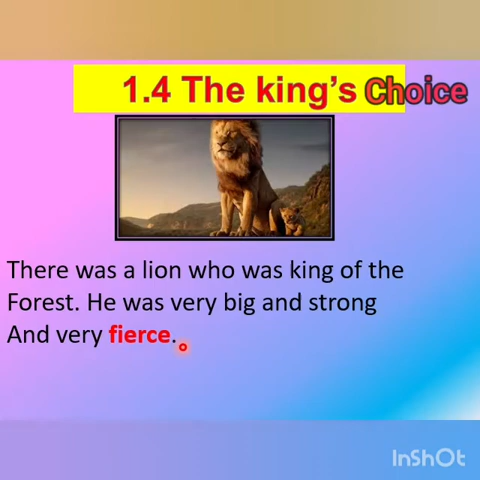 1.4 The king's Choice
There was a lion who was king of the
Forest. He was very big and strong
And very fierce.
InShOt